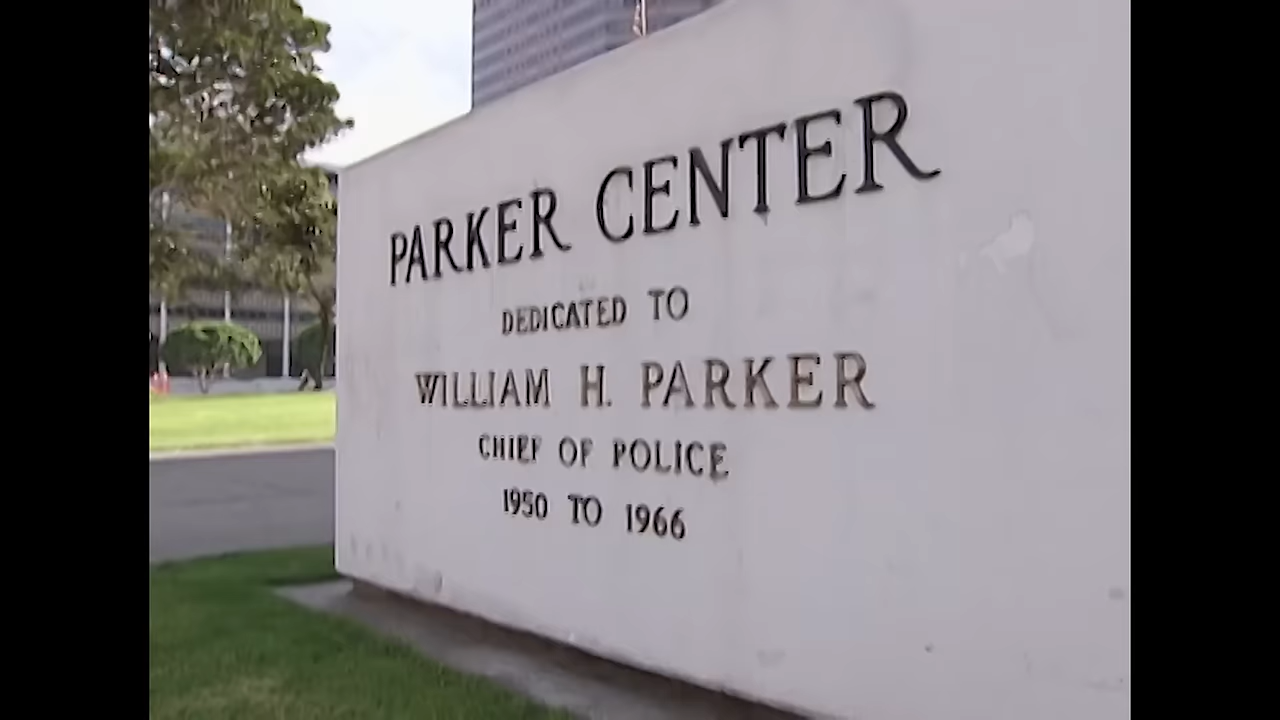 PARKER CENTER
DEDICATED TO
WILLIAM H. PARKER
CHIEF OF POLICE
1950 TO 1966